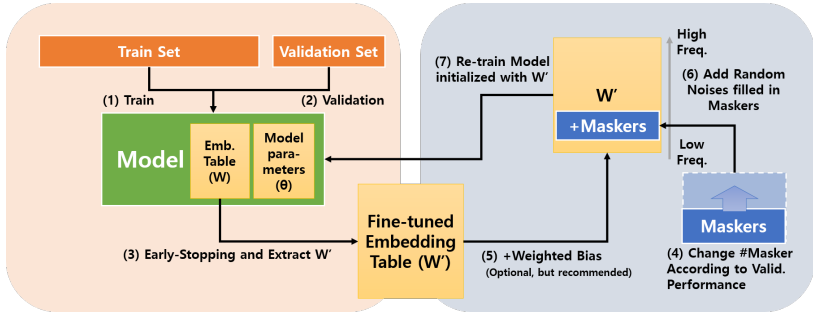 Train Set
Validation Set
(1) Train
(2) Validation
Model
Emb.
Table
(W)
Model
para-
meters
(θ)
(3) Early-Stopping and Extract W’
Fine-tuned
Embedding
Table (W’)
(7) Re-train Model
initialized with W’
W’
+Maskers
High
Freq.
Low
Freq.
(6) Add Random
Noises filled in
Maskers
Maskers
(4) Change #Masker
According to Valid.
Performance
(5) +Weighted Bias
(Optional, but recommended)